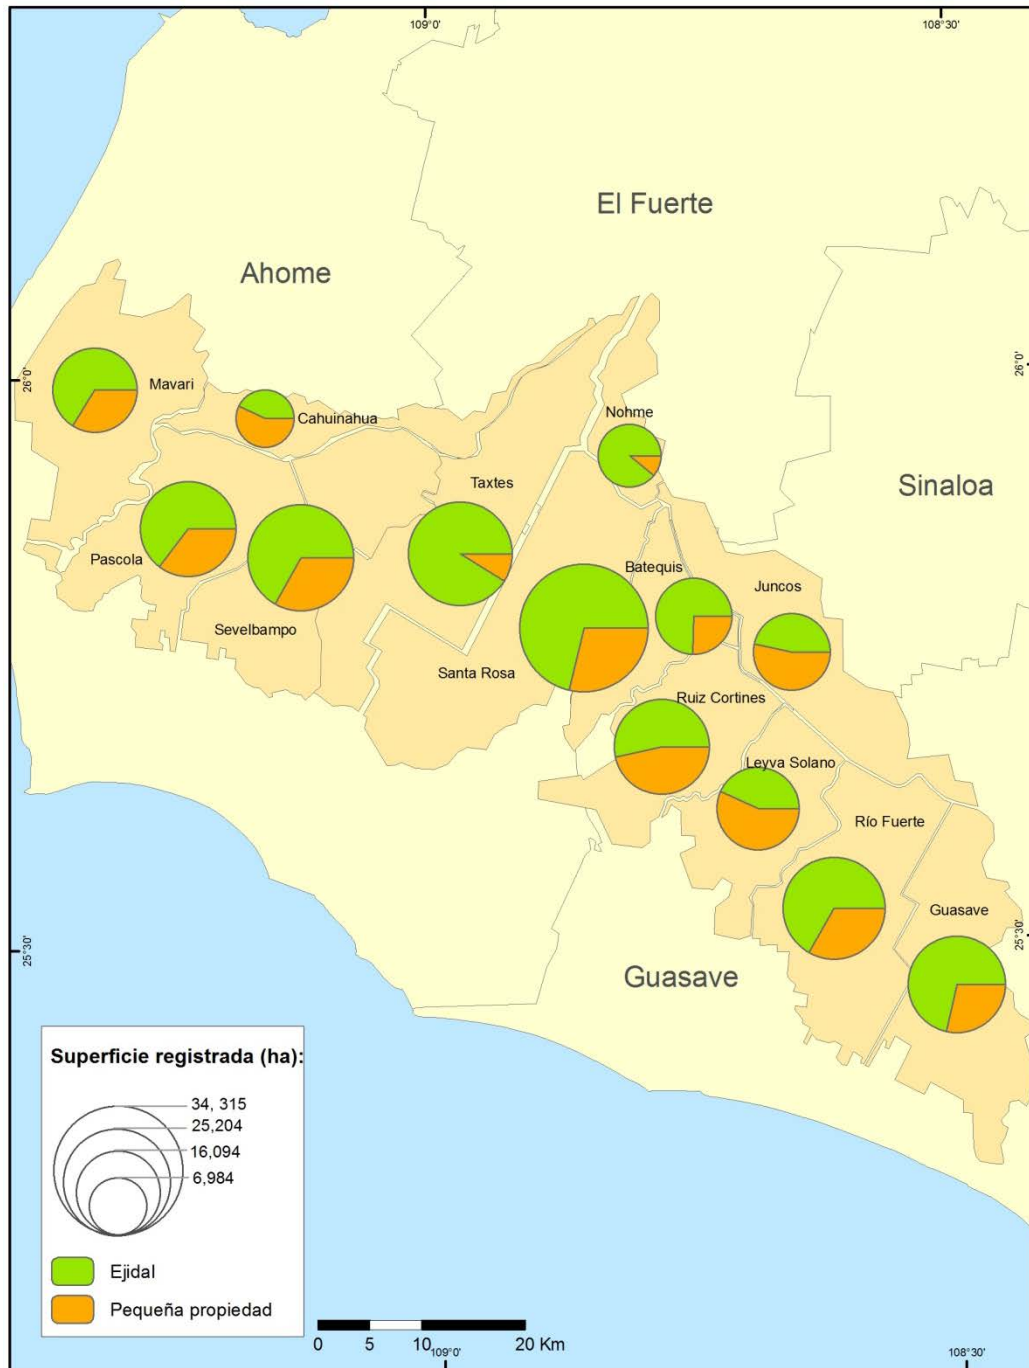 109°0'
108°30'
El Fuerte
Ahome
26°0'
26°0'
Mavari
Cahuinahua
Nohme
Taxtes
Sinaloa
Pascola
Batequis
Juncos
Sevelbampo
Santa Rosa
Ruiz Cortines
Leyva Solano
Río Fuerte
Guasave
25°30'
25°30'
Guasave
Superficie registrada (ha):
34, 315
25,204
16,094
6,984
Ejidal
Pequeña propiedad
0 5 10 20 Km
109°0'
108°30'